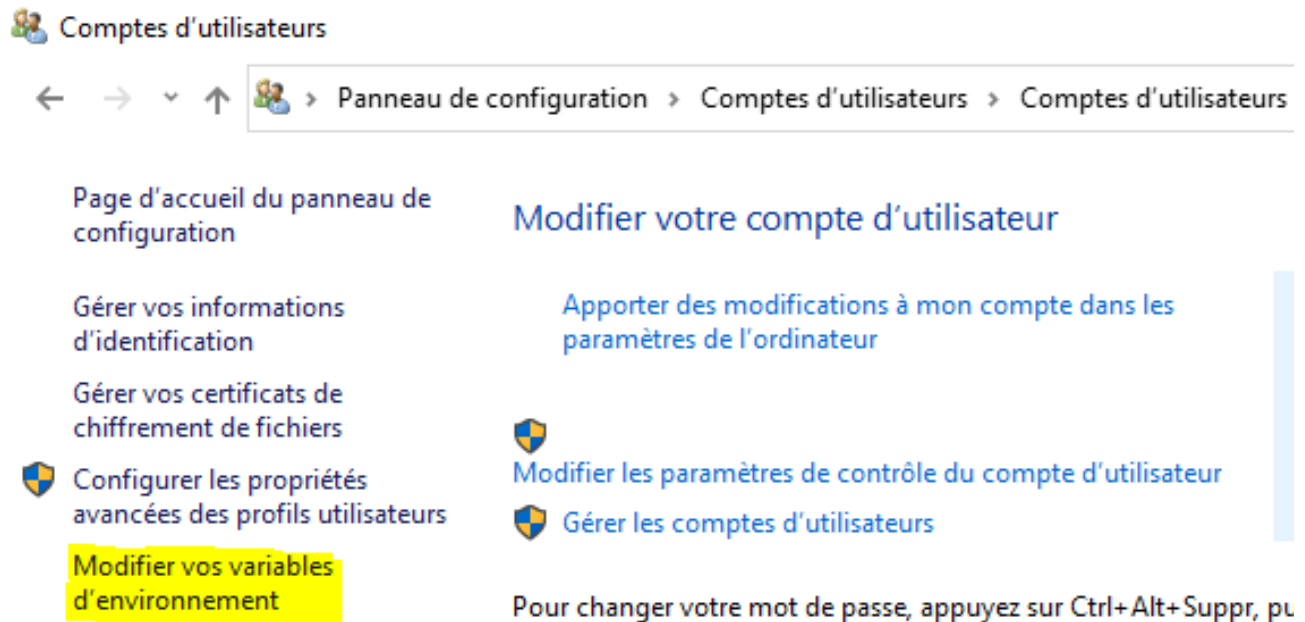 Comptes d'utilisateurs
Panneau de configuration > Comptes d'utilisateurs > Comptes d'utilisateurs
Page d'accueil du panneau de
configuration
Gérer vos informations
d'identification
Gérer vos certificats de
chiffrement de fichiers
Configurer les propriétés
avancées des profils utilisateurs
Modifier vos variables
d'environnement
Modifier votre compte d'utilisateur
Apporter des modifications à mon compte dans les
paramètres de l'ordinateur
Modifier les paramètres de contrôle du compte d'utilisateur
Gérer les comptes d'utilisateurs
Pour changer votre mot de passe, appuyez sur Ctrl+Alt+Suppr, pu